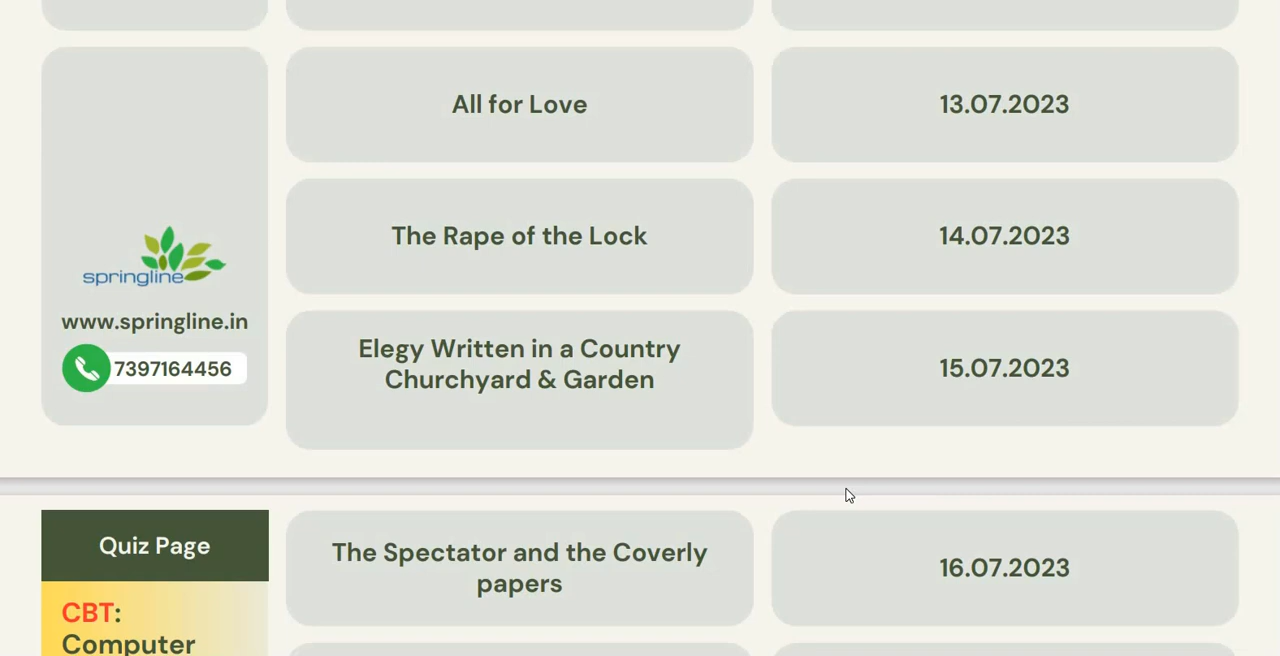 All for Love
13.07.2023
The Rape of the Lock
14.07.2023
springline
www.springline.in
7397164456
Elegy Written in a Country
Churchyard & Garden
15.07.2023
Quiz Page
The Spectator and the Coverly
papers
16.07.2023
CBT:
Computer